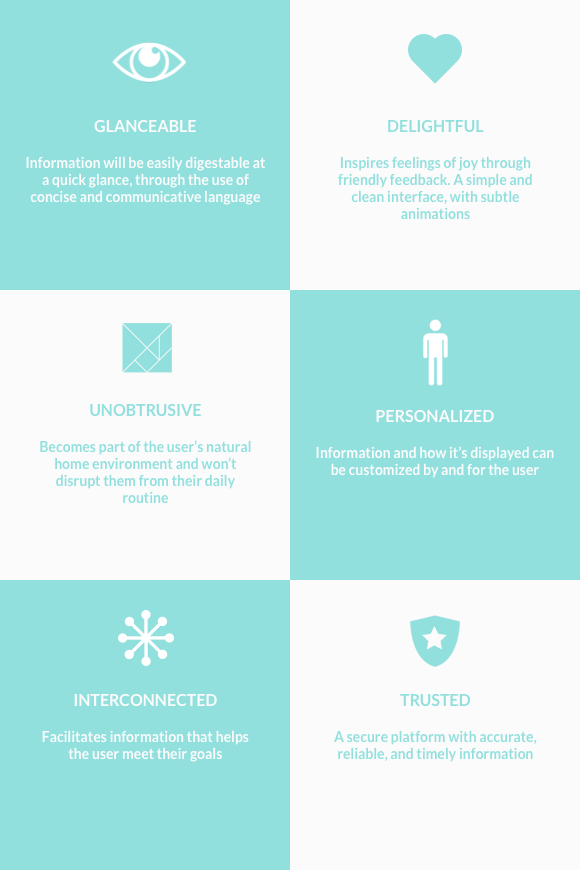 GLANCEABLE
Information will be easily digestable at
a quick glance, through the use of
concise and communicative language
DELIGHTFUL
Inspires feelings of joy through
friendly feedback. A simple and
clean interface, with subtle
animations
UNOBTRUSIVE
Becomes part of the user's natural
home environment and won't
disrupt them from their daily
routine
PERSONALIZED
Information and how it's displayed can
be customized by and for the user
INTERCONNECTED
Facilitates information that helps
the user meet their goals
TRUSTED
A secure platform with accurate,
reliable, and timely information